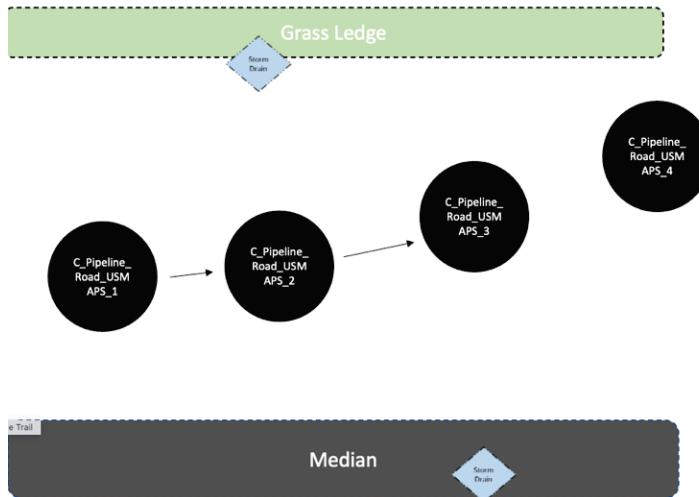 Grass Ledge
Storm
Drain
C_Pipeline_
Road_USM
APS_4
C_Pipeline_
Road_USM
APS_3
C_Pipeline_
Road_USM
APS_2
C_Pipeline_
Road_USM
APS_1
e Trail
Median
Storm
Drain